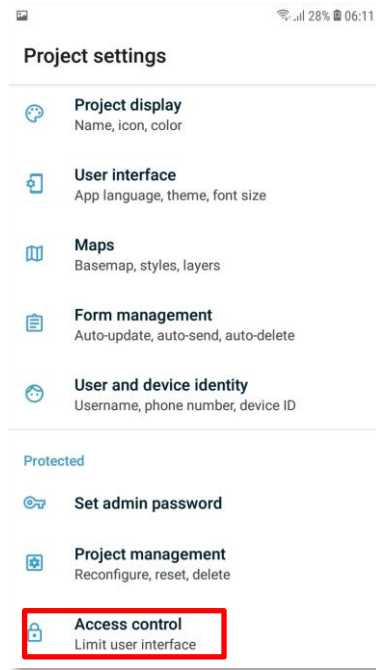 28% 06:11
Project settings
Project display
Name, icon, color
User interface
App language, theme, font size
Maps
Basemap, styles, layers
Form management
Auto-update, auto-send, auto-delete
User and device identity
Username, phone number, device ID
Protected
Set admin password
Project management
Reconfigure, reset, delete
Access control
Limit user interface